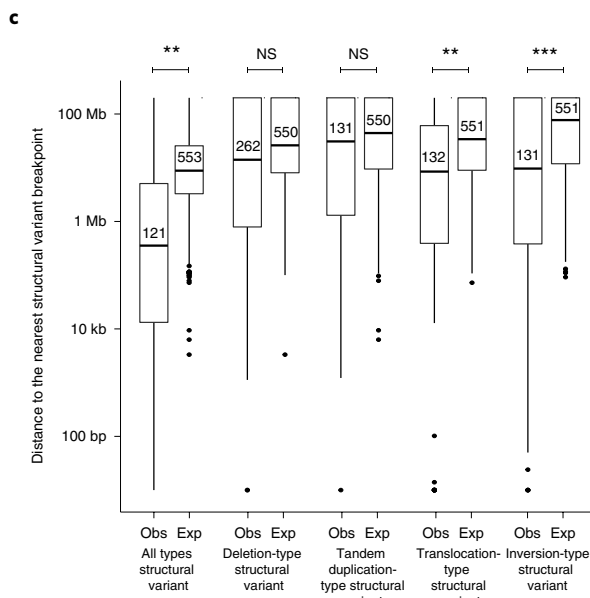 c
** NS NS ** ***
Distance to the nearest structural variant breakpoint
100 Mb
1 Mb
10 kb
100 bp
121 553 262 550 131 550 132 551 131 551
Obs Exp Obs Exp Obs Exp Obs Exp Obs Exp
All types structural variant
Deletion-type structural variant
Tandem duplication-type structural
Translocation-type structural
Inversion-type structural variant